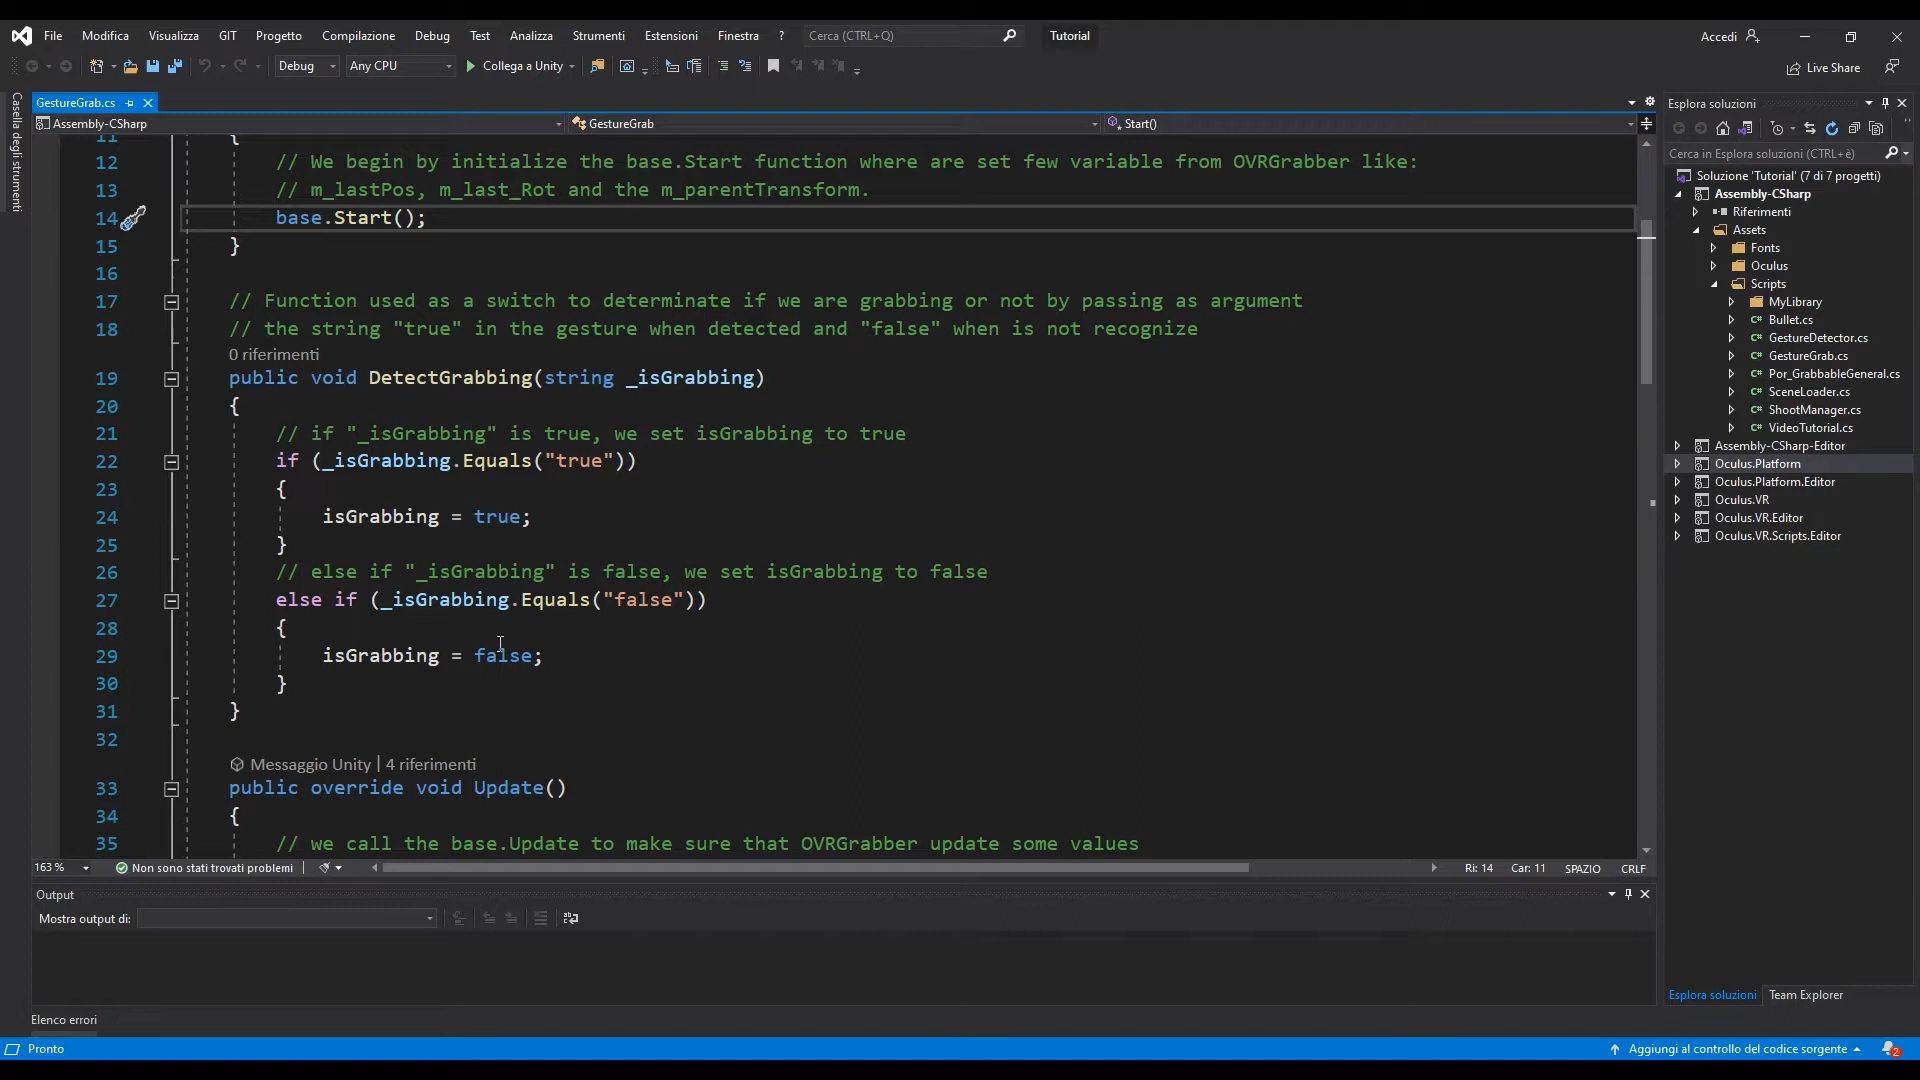 File Modifica Visualizza GIT Progetto Compilazione Debug Test Analizza Strumenti Estensioni Finestra ? Cerca (CTRL+Q) Tutorial Accedi
Debug Any CPU Collega a Unity Live Share
Casella degli strumenti
GestureGrab.cs
Assembly-CSharp GestureGrab Start()
11 {
12 // We begin by initialize the base.Start function where are set few variable from OVRGrabber like:
13 // m_lastPos, m_last_Rot and the m_parentTransform.
14 base.Start();
15 }
16
17 // Function used as a switch to determinate if we are grabbing or not by passing as argument
18 // the string "true" in the gesture when detected and "false" when is not recognize
0 riferimenti
19 public void DetectGrabbing(string _isGrabbing)
20 {
21 // if "_isGrabbing" is true, we set isGrabbing to true
22 if (_isGrabbing.Equals("true"))
23 {
24 isGrabbing = true;
25 }
26 // else if "_isGrabbing" is false, we set isGrabbing to false
27 else if (_isGrabbing.Equals("false"))
28 {
29 isGrabbing = false;
30 }
31 }
32
Messaggio Unity | 4 riferimenti
33 public override void Update()
34 {
35 // we call the base.Update to make sure that OVRGrabber update some values
163 % Non sono stati trovati problemi Ri: 14 Car: 11 SPAZIO CRLF
Output
Mostra output di:
Elenco errori
Pronto
Esplora soluzioni
Cerca in Esplora soluzioni (CTRL+è)
Soluzione 'Tutorial' (7 di 7 progetti)
Assembly-CSharp
Riferimenti
Assets
Fonts
Oculus
Scripts
MyLibrary
C# Bullet.cs
C# GestureDetector.cs
C# GestureGrab.cs
C# Por_GrabbableGeneral.cs
C# SceneLoader.cs
C# ShootManager.cs
C# VideoTutorial.cs
Assembly-CSharp-Editor
Oculus.Platform
Oculus.Platform.Editor
Oculus.VR
Oculus.VR.Editor
Oculus.VR.Scripts.Editor
Esplora soluzioni Team Explorer
Aggiungi al controllo del codice sorgente 2